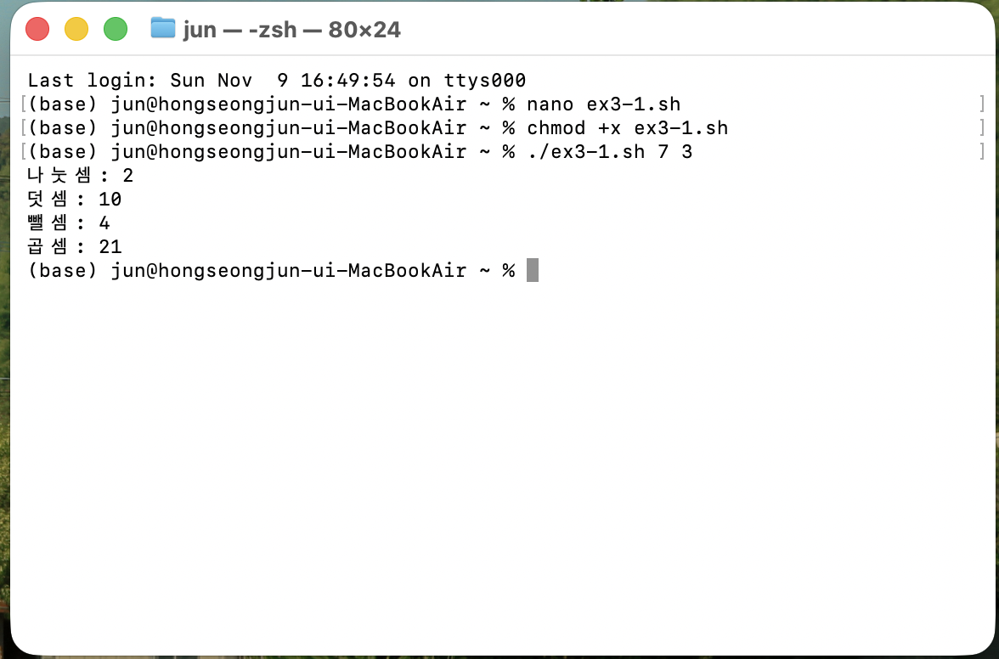 jun — -zsh — 80×24
Last login: Sun Nov  9 16:49:54 on ttys000
[(base) jun@hongseongjun-ui-MacBookAir ~ % nano ex3-1.sh ]
[(base) jun@hongseongjun-ui-MacBookAir ~ % chmod +x ex3-1.sh ]
[(base) jun@hongseongjun-ui-MacBookAir ~ % ./ex3-1.sh 7 3 ]
나눗셈: 2
덧셈: 10
뺄셈: 4
곱셈: 21
(base) jun@hongseongjun-ui-MacBookAir ~ %